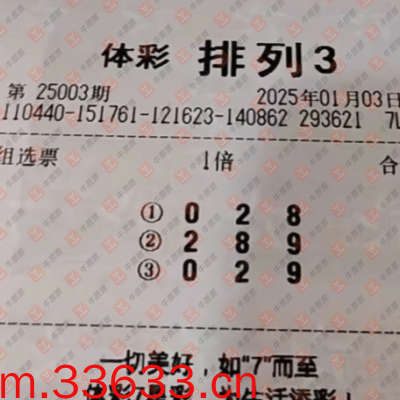 体彩 排列3
第 25003期 2025年01月03日
110440-151761-121623-140862 293621 7L
组选票 1倍 合
① 0 2 8
② 2 8 9
③ 0 2 9
一切美好，如"7"而至
m.33633.cn